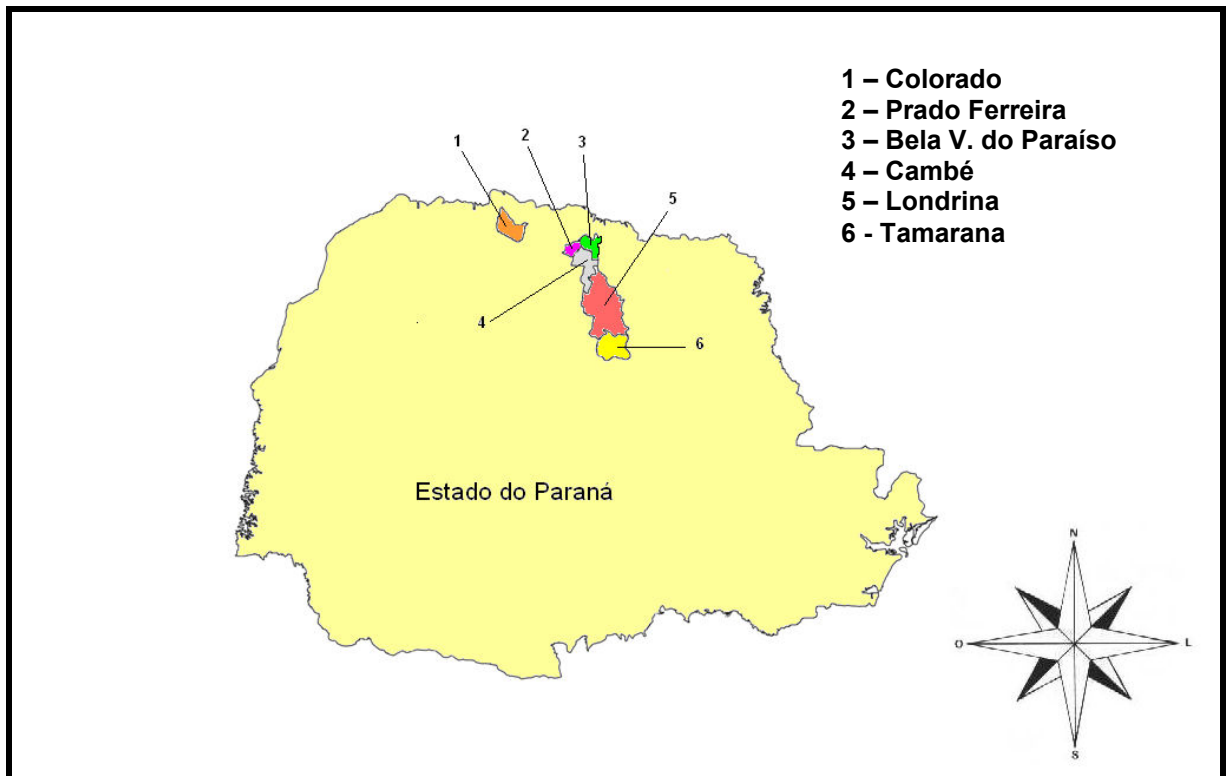 1 – Colorado
2 – Prado Ferreira
3 – Bela V. do Paraíso
4 – Cambé
5 – Londrina
6 - Tamarana
1
2
3
5
4
6
Estado do Paraná
N
O
L
S